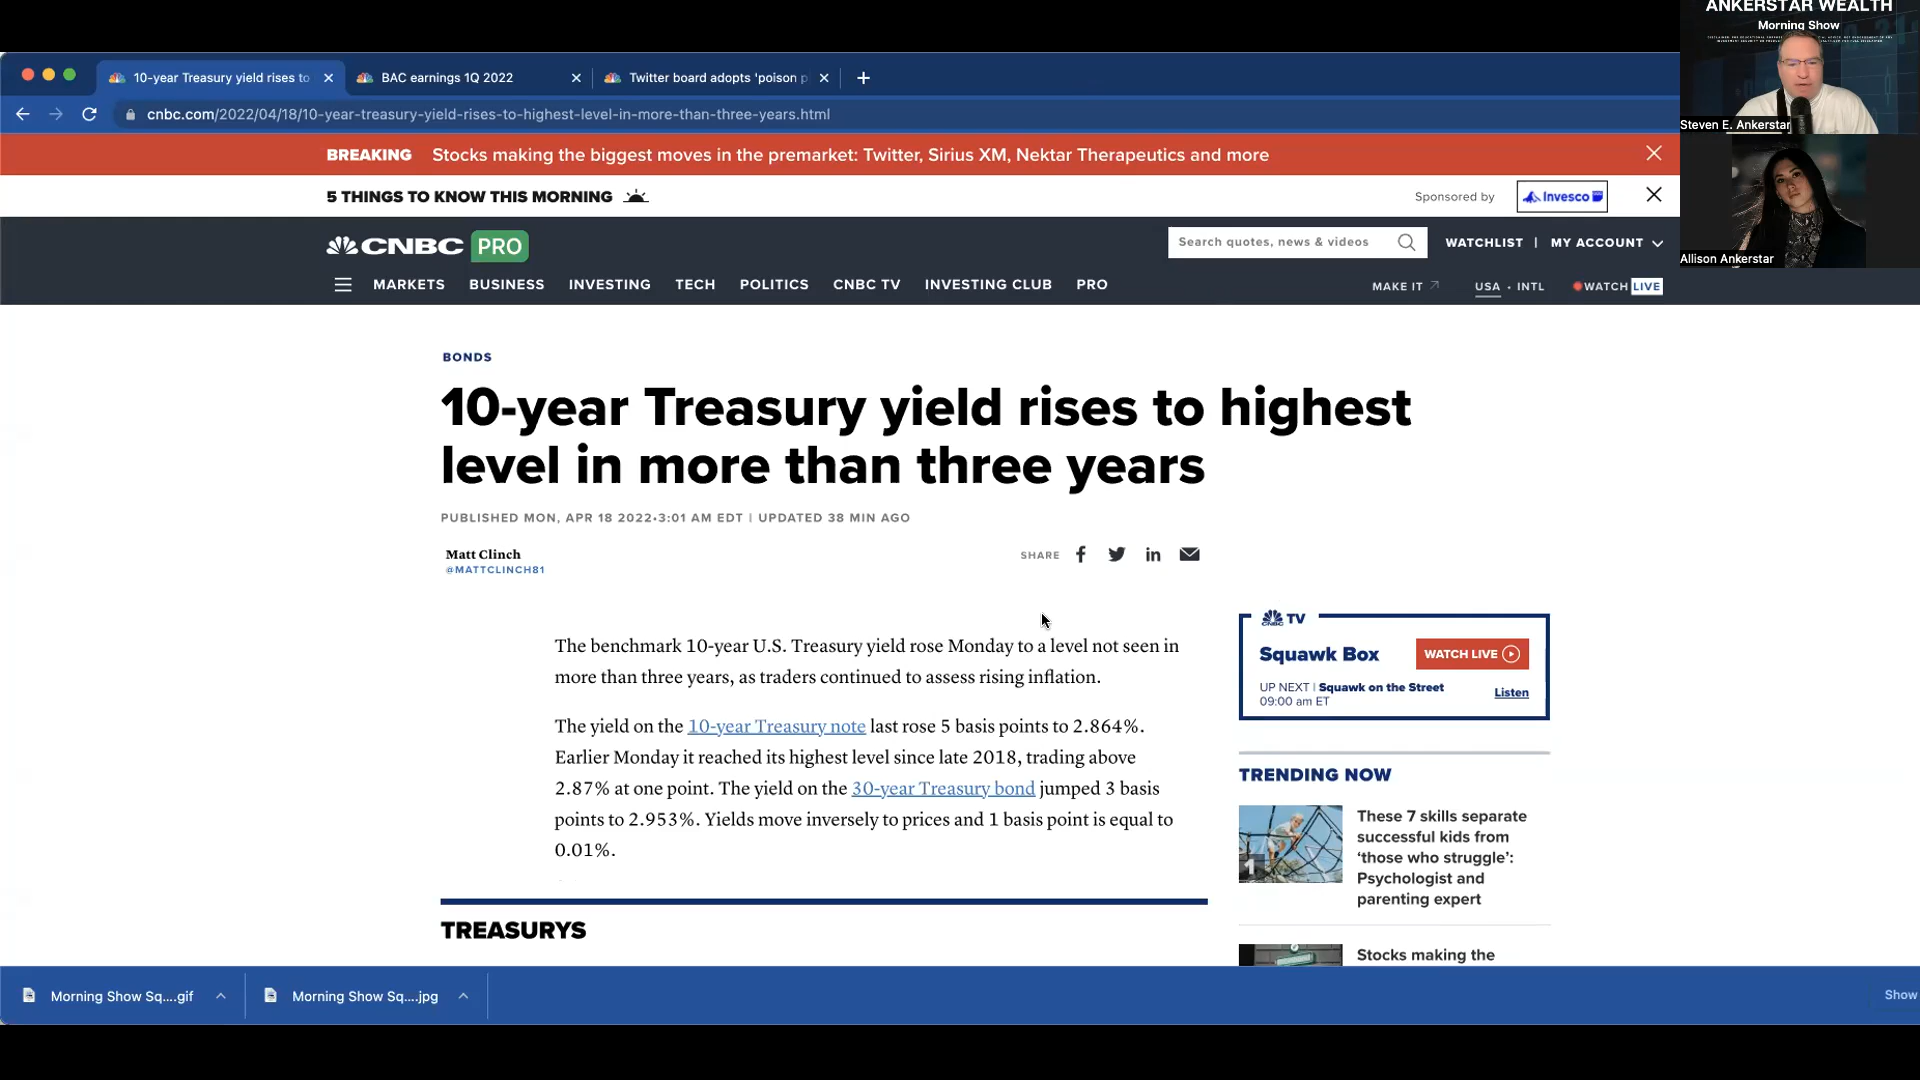 ANKERSTAR WEALTH
Morning Show
10-year Treasury yield rises to
BAC earnings 1Q 2022
Twitter board adopts 'poison p
cnbc.com/2022/04/18/10-year-treasury-yield-rises-to-highest-level-in-more-than-three-years.html
Steven E. Ankerstar
BREAKING Stocks making the biggest moves in the premarket: Twitter, Sirius XM, Nektar Therapeutics and more
5 THINGS TO KNOW THIS MORNING
Sponsored by
Invesco
CNBC PRO
Search quotes, news & videos
WATCHLIST | MY ACCOUNT
Allison Ankerstar
MARKETS BUSINESS INVESTING TECH POLITICS CNBC TV INVESTING CLUB PRO
MAKE IT
USA • INTL
WATCH LIVE
BONDS
10-year Treasury yield rises to highest
level in more than three years
PUBLISHED MON, APR 18 2022•3:01 AM EDT | UPDATED 38 MIN AGO
Matt Clinch
@MATTCLINCH81
SHARE
The benchmark 10-year U.S. Treasury yield rose Monday to a level not seen in
more than three years, as traders continued to assess rising inflation.
The yield on the 10-year Treasury note last rose 5 basis points to 2.864%.
Earlier Monday it reached its highest level since late 2018, trading above
2.87% at one point. The yield on the 30-year Treasury bond jumped 3 basis
points to 2.953%. Yields move inversely to prices and 1 basis point is equal to
0.01%.
TREASURYS
CNBC TV
Squawk Box
WATCH LIVE
UP NEXT | Squawk on the Street
09:00 am ET
Listen
TRENDING NOW
1
These 7 skills separate
successful kids from
‘those who struggle’:
Psychologist and
parenting expert
Stocks making the
Morning Show Sq....gif
Morning Show Sq....jpg
Show